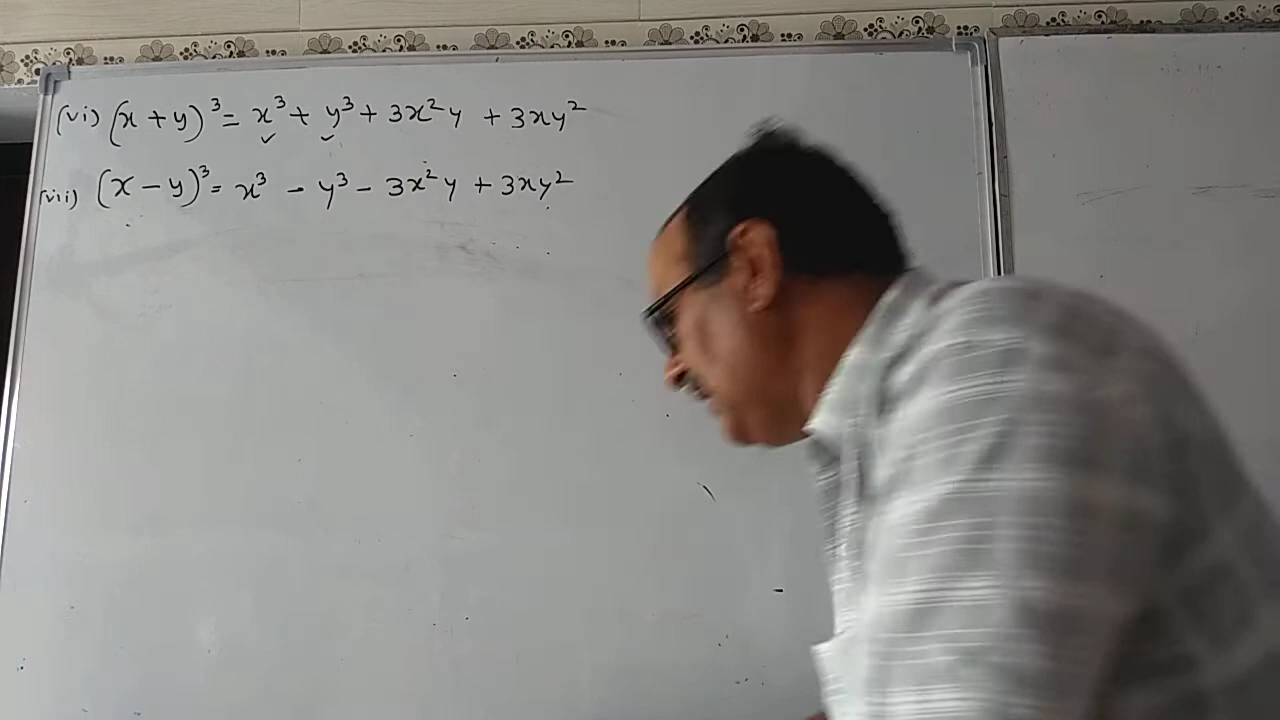 (vi) (x + y)³ = x³ + y³ + 3x²y + 3xy²
(vii) (x - y)³ = x³ - y³ - 3x²y + 3xy²